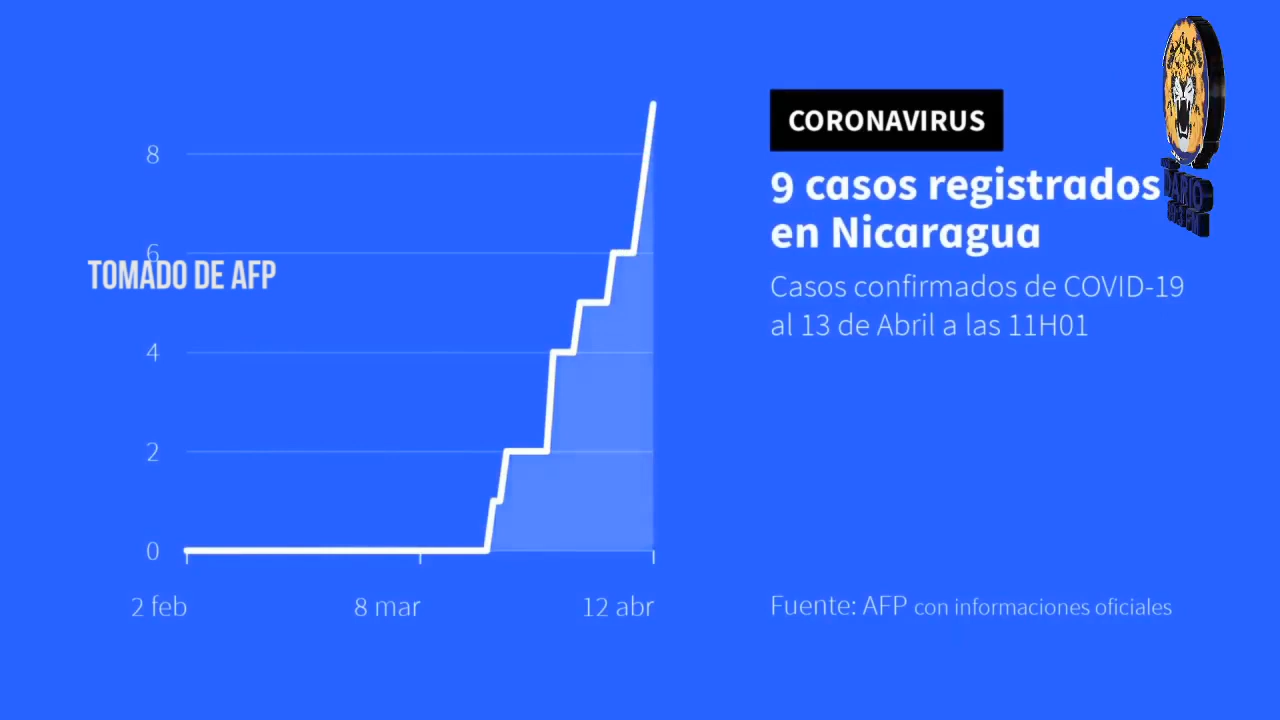 8
6
TOMADO DE AFP
4
2
0
2 feb
8 mar
12 abr
CORONAVIRUS
9 casos registrados
en Nicaragua
Casos confirmados de COVID-19
al 13 de Abril a las 11H01
Fuente: AFP con informaciones oficiales
DARIO